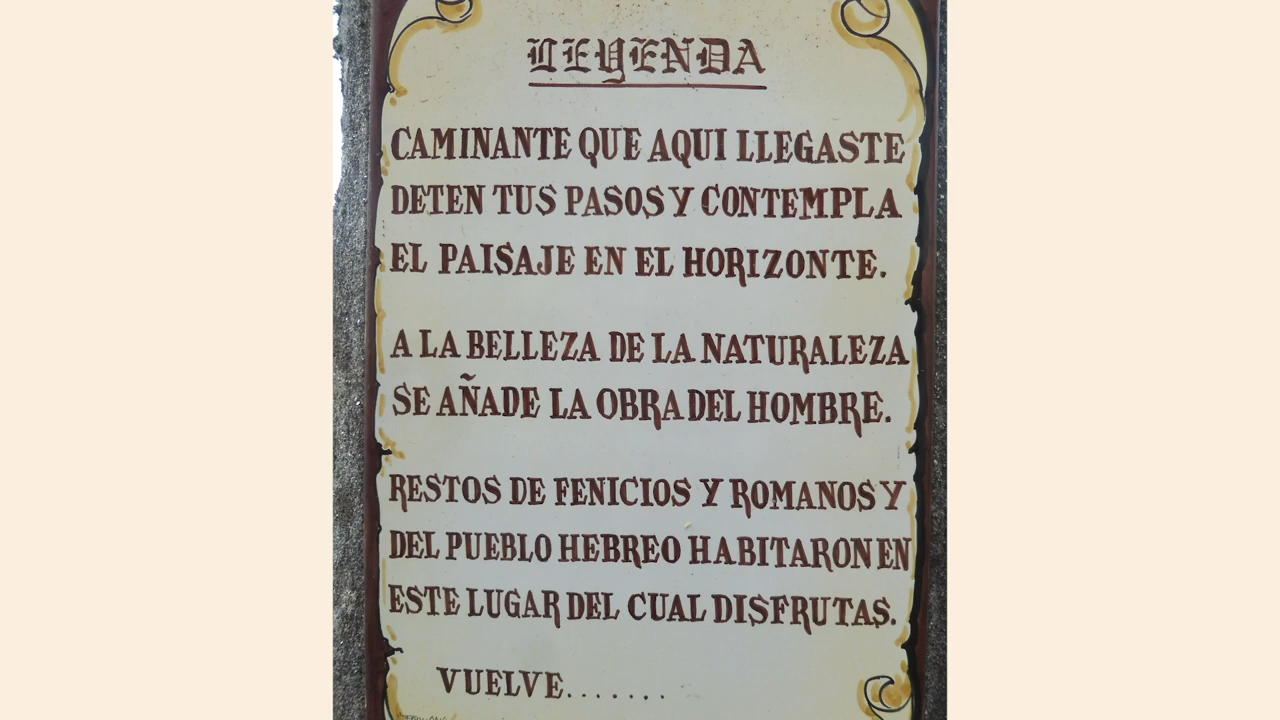 LEYENDA
CAMINANTE QUE AQUI LLEGASTE
DETEN TUS PASOS Y CONTEMPLA
EL PAISAJE EN EL HORIZONTE.
A LA BELLEZA DE LA NATURALEZA
SE AÑADE LA OBRA DEL HOMBRE.
RESTOS DE FENICIOS Y ROMANOS Y
DEL PUEBLO HEBREO HABITARON EN
ESTE LUGAR DEL CUAL DISFRUTAS.
VUELVE.......